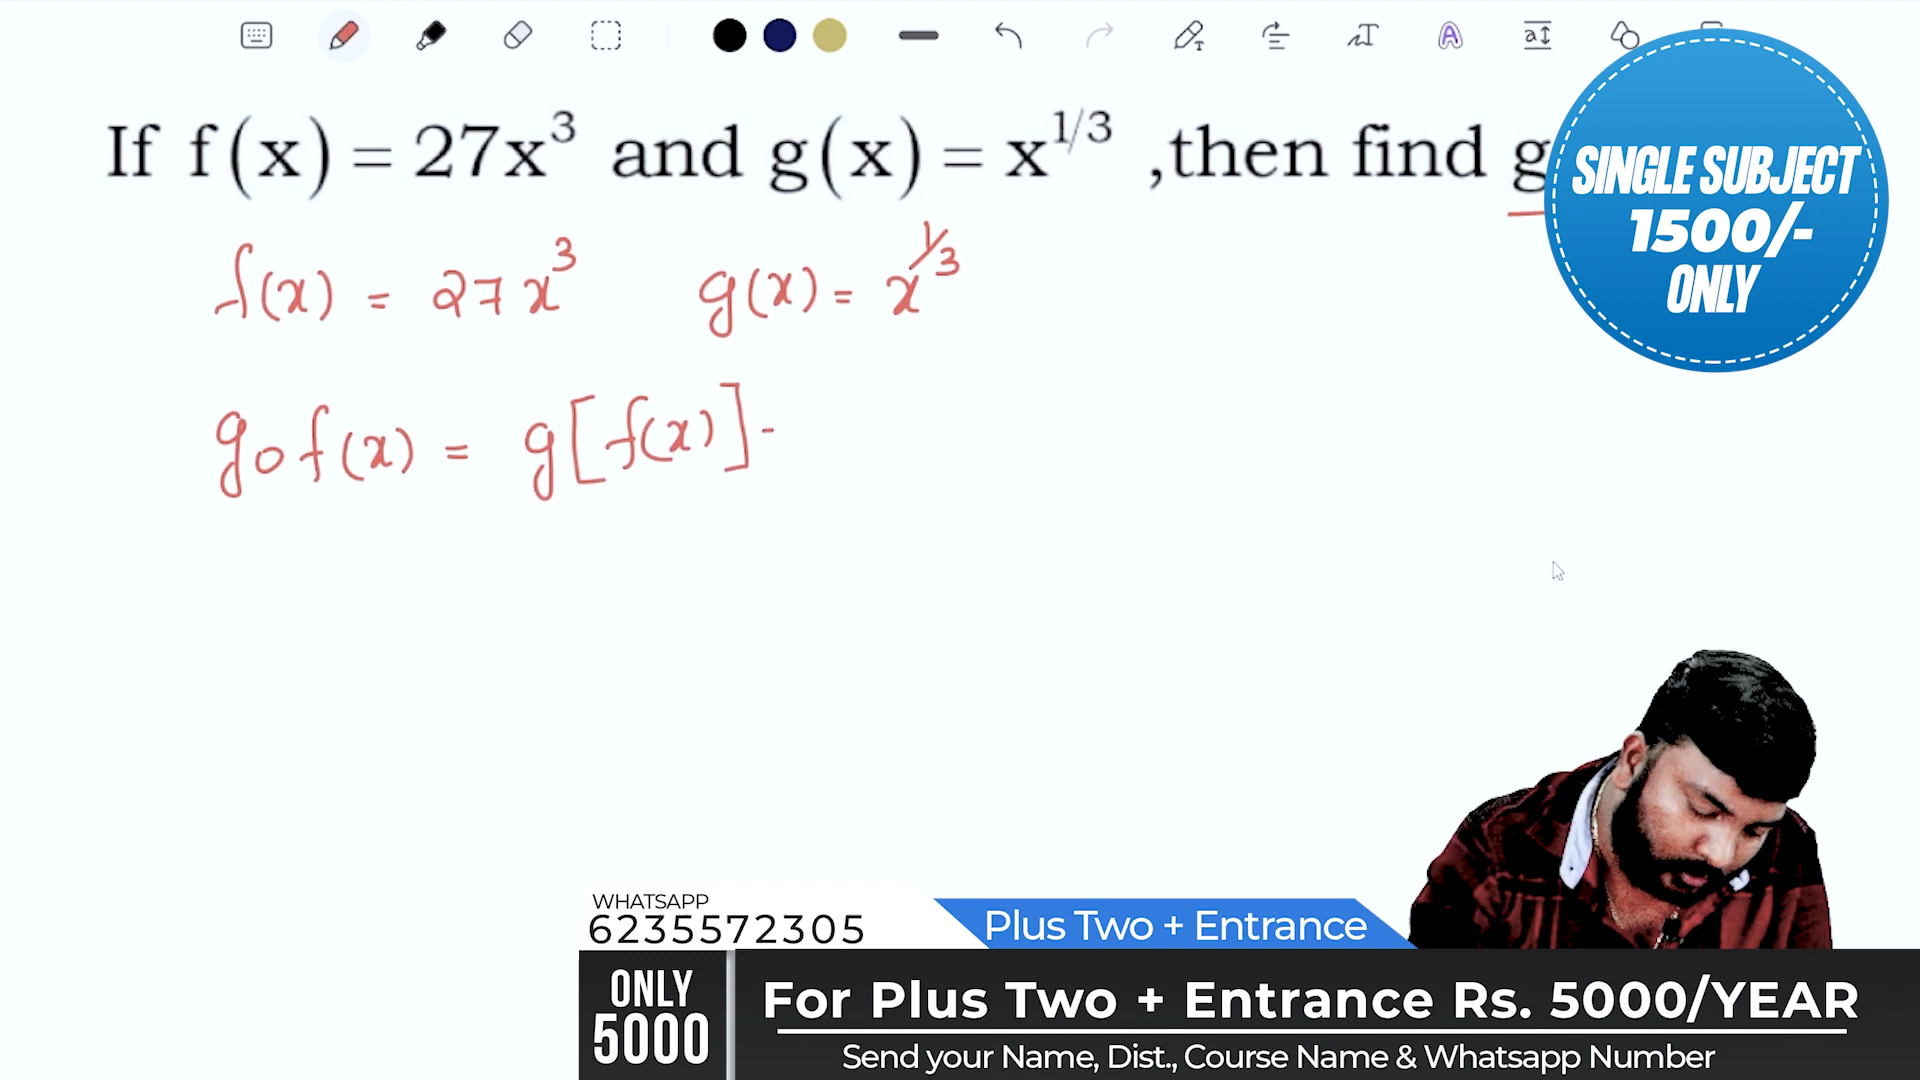 If f(x) = 27x³ and g(x) = x^1/3 ,then find g
SINGLE SUBJECT
1500/-
ONLY
f(x) = 27x³ g(x) = x^1/3
gof(x) = g[f(x)] -
WHATSAPP
6235572305
Plus Two + Entrance
ONLY
5000
For Plus Two + Entrance Rs. 5000/YEAR
Send your Name, Dist., Course Name & Whatsapp Number